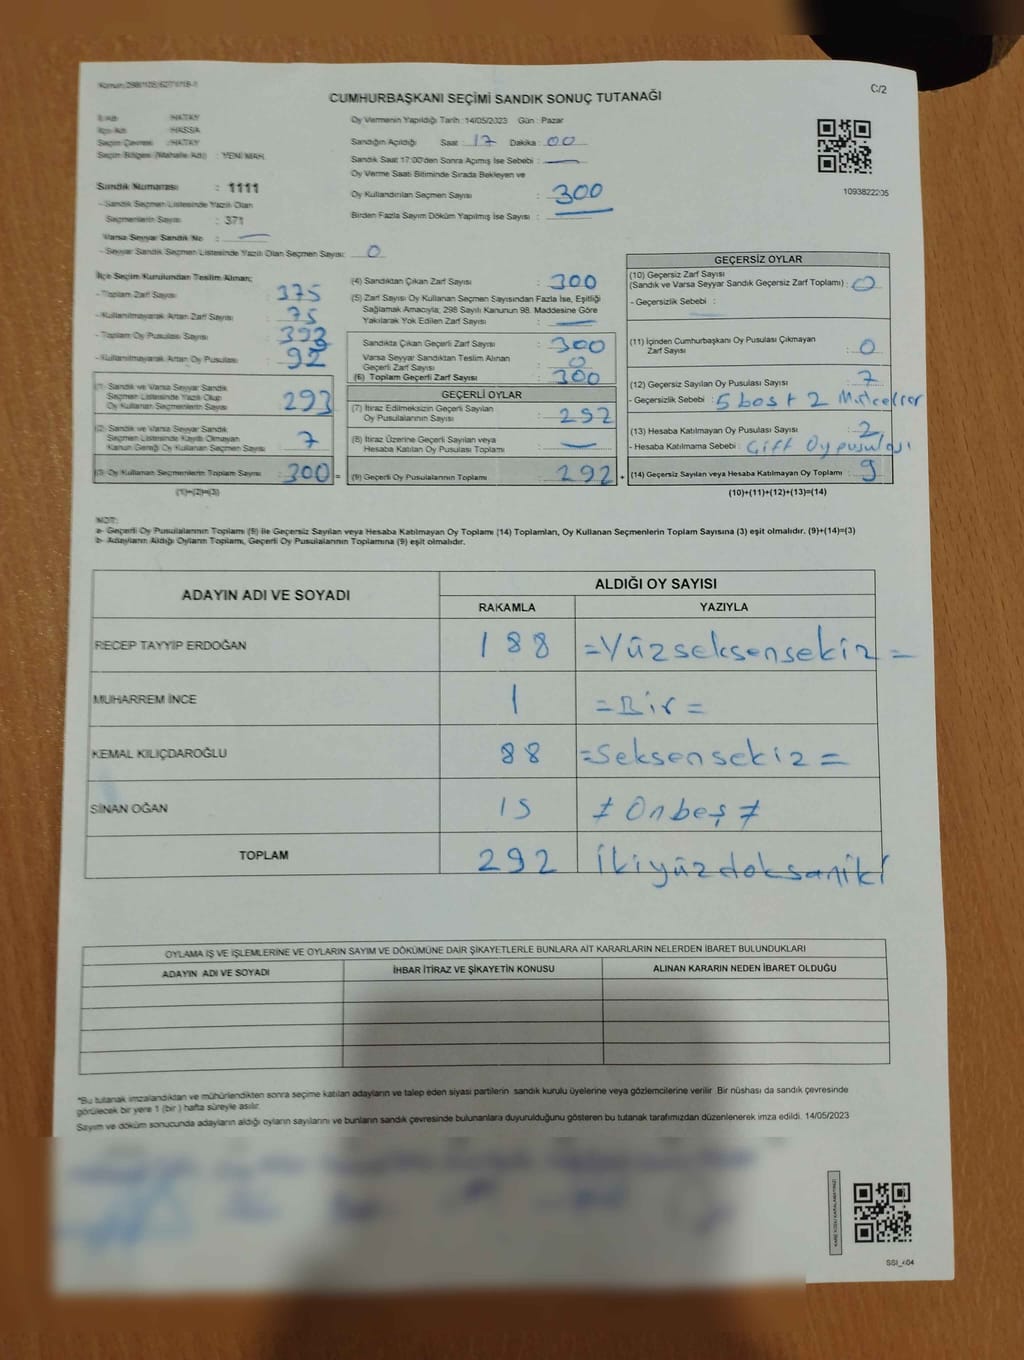 CUMHURBAŞKANI SEÇİMİ SANDIK SONUÇ TUTANAĞI
C/2
İl Adı : HATAY
İlçe Adı : HASSA
Seçim Çevresi : HATAY
Seçim Bölgesi (Mahalle Adı) : YENİ MAH.
Sandık Numarası : 1111
- Sandık Seçmen Listesinde Yazılı Olan
Seçmenlerin Sayısı : 371
Varsa Seyyar Sandık No :
- Seyyar Sandık Seçmen Listesinde Yazılı Olan Seçmen Sayısı: 0
Oy Vermenin Yapıldığı Tarih :14/05/2023 Gün : Pazar
Sandığın Açıldığı Saat : 17 Dakika : 00
Sandık Saat 17:00'den Sonra Açılmış İse Sebebi :
Oy Verme Saati Bitiminde Sırada Bekleyen ve
Oy Kullandırılan Seçmen Sayısı : 300
Birden Fazla Sayım Döküm Yapılmış İse Sayısı :
1093822205
İlçe Seçim Kurulundan Teslim Alınan;
- Toplam Zarf Sayısı : 375
- Kullanılmayarak Artan Zarf Sayısı : 75
- Toplam Oy Pusulası Sayısı :
- Kullanılmayarak Artan Oy Pusulası : 92
(1) Sandık ve Varsa Seyyar Sandık
Seçmen Listesinde Yazılı Olup
Oy Kullanan Seçmenlerin Sayısı : 293
(2) Sandık ve Varsa Seyyar Sandık
Seçmen Listesinde Kayıtlı Olmayan
Kanun Gereği Oy Kullanan Seçmen Sayısı : 7
(3) Oy Kullanan Seçmenlerin Toplam Sayısı : 300 =
(1)+(2)=(3)
(4) Sandıktan Çıkan Zarf Sayısı : 300
(5) Zarf Sayısı Oy Kullanan Seçmen Sayısından Fazla İse, Eşitliği
Sağlamak Amacıyla; 298 Sayılı Kanunun 98. Maddesine Göre
Yakılarak Yok Edilen Zarf Sayısı :
Sandıkta Çıkan Geçerli Zarf Sayısı : 300
Varsa Seyyar Sandıktan Teslim Alınan
Geçerli Zarf Sayısı : 0
(6) Toplam Geçerli Zarf Sayısı : 300
GEÇERLİ OYLAR
(7) İtiraz Edilmeksizin Geçerli Sayılan
Oy Pusulalarının Sayısı : 292
(8) İtiraz Üzerine Geçerli Sayılan veya
Hesaba Katılan Oy Pusulası Toplamı :
(9) Geçerli Oy Pusulalarının Toplamı : 292 +
GEÇERSİZ OYLAR
(10) Geçersiz Zarf Sayısı
(Sandık ve Varsa Seyyar Sandık Geçersiz Zarf Toplamı) : 0
- Geçersizlik Sebebi :
(11) İçinden Cumhurbaşkanı Oy Pusulası Çıkmayan
Zarf Sayısı : 0
(12) Geçersiz Sayılan Oy Pusulası Sayısı : 7
- Geçersizlik Sebebi : 5 boş + 2
(13) Hesaba Katılmayan Oy Pusulası Sayısı : 2
- Hesaba Katılmama Sebebi : Çift Oy pusulası
(14) Geçersiz Sayılan veya Hesaba Katılmayan Oy Toplamı : 9
(10)+(11)+(12)+(13)=(14)
NOT:
a- Geçerli Oy Pusulalarının Toplamı (9) ile Geçersiz Sayılan veya Hesaba Katılmayan Oy Toplamı (14) Toplamları, Oy Kullanan Seçmenlerin Toplam Sayısına (3) eşit olmalıdır. (9)+(14)=(3)
b- Adayların Aldığı Oyların Toplamı, Geçerli Oy Pusulalarının Toplamına (9) eşit olmalıdır.
ADAYIN ADI VE SOYADI
ALDIĞI OY SAYISI
RAKAMLA YAZIYLA
RECEP TAYYİP ERDOĞAN 188 =Yüzseksensekiz=
MUHARREM İNCE 1 =Bir=
KEMAL KILIÇDAROĞLU 88 =Seksensekiz=
SİNAN OĞAN 15 ≠ Onbeş ≠
TOPLAM 292 İkiyüzdoksaniki
OYLAMA İŞ VE İŞLEMLERİNE VE OYLARIN SAYIM VE DÖKÜMÜNE DAİR ŞİKAYETLERLE BUNLARA AİT KARARLARIN NELERDEN İBARET BULUNDUKLARI
ADAYIN ADI VE SOYADI İHBAR İTİRAZ VE ŞİKAYETİN KONUSU ALINAN KARARIN NEDEN İBARET OLDUĞU
*Bu tutanak imzalandıktan ve mühürlendikten sonra seçime katılan adayların ve talep eden siyasi partilerin sandık kurulu üyelerine veya gözlemcilerine verilir. Bir nüshası da sandık çevresinde
görülecek bir yere 1 (bir ) hafta süreyle asılır.
Sayım ve döküm sonucunda adayların aldığı oyların sayılarını ve bunların sandık çevresinde bulunanlara duyurulduğunu gösteren bu tutanak tarafımızdan düzenlenerek imza edildi. 14/05/2023